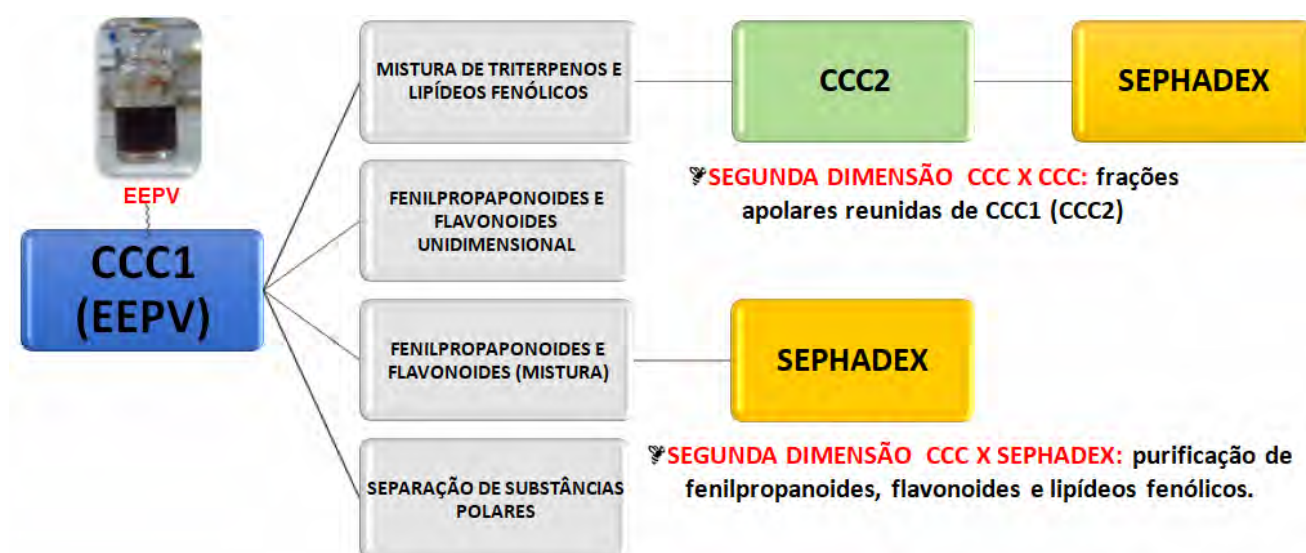 EEPV
CCC1
(EEPV)
MISTURA DE TRITERPENOS E
LIPÍDEOS FENÓLICOS
CCC2
SEPHADEX
SEGUNDA DIMENSÃO CCC X CCC: frações
apolares reunidas de CCC1 (CCC2)
FENILPROPAPONOIDES E
FLAVONOIDES
UNIDIMENSIONAL
FENILPROPAPONOIDES E
FLAVONOIDES (MISTURA)
SEPHADEX
SEGUNDA DIMENSÃO CCC X SEPHADEX: purificação de
fenilpropanoides, flavonoides e lipídeos fenólicos.
SEPARAÇÃO DE SUBSTÂNCIAS
POLARES